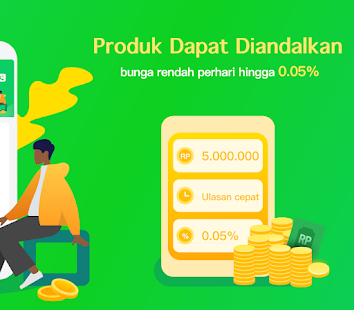 Produk Dapat Diandalkan
bunga rendah perhari hingga 0.05%
RP 5.000.000
Ulasan cepat
% 0.05%
RP